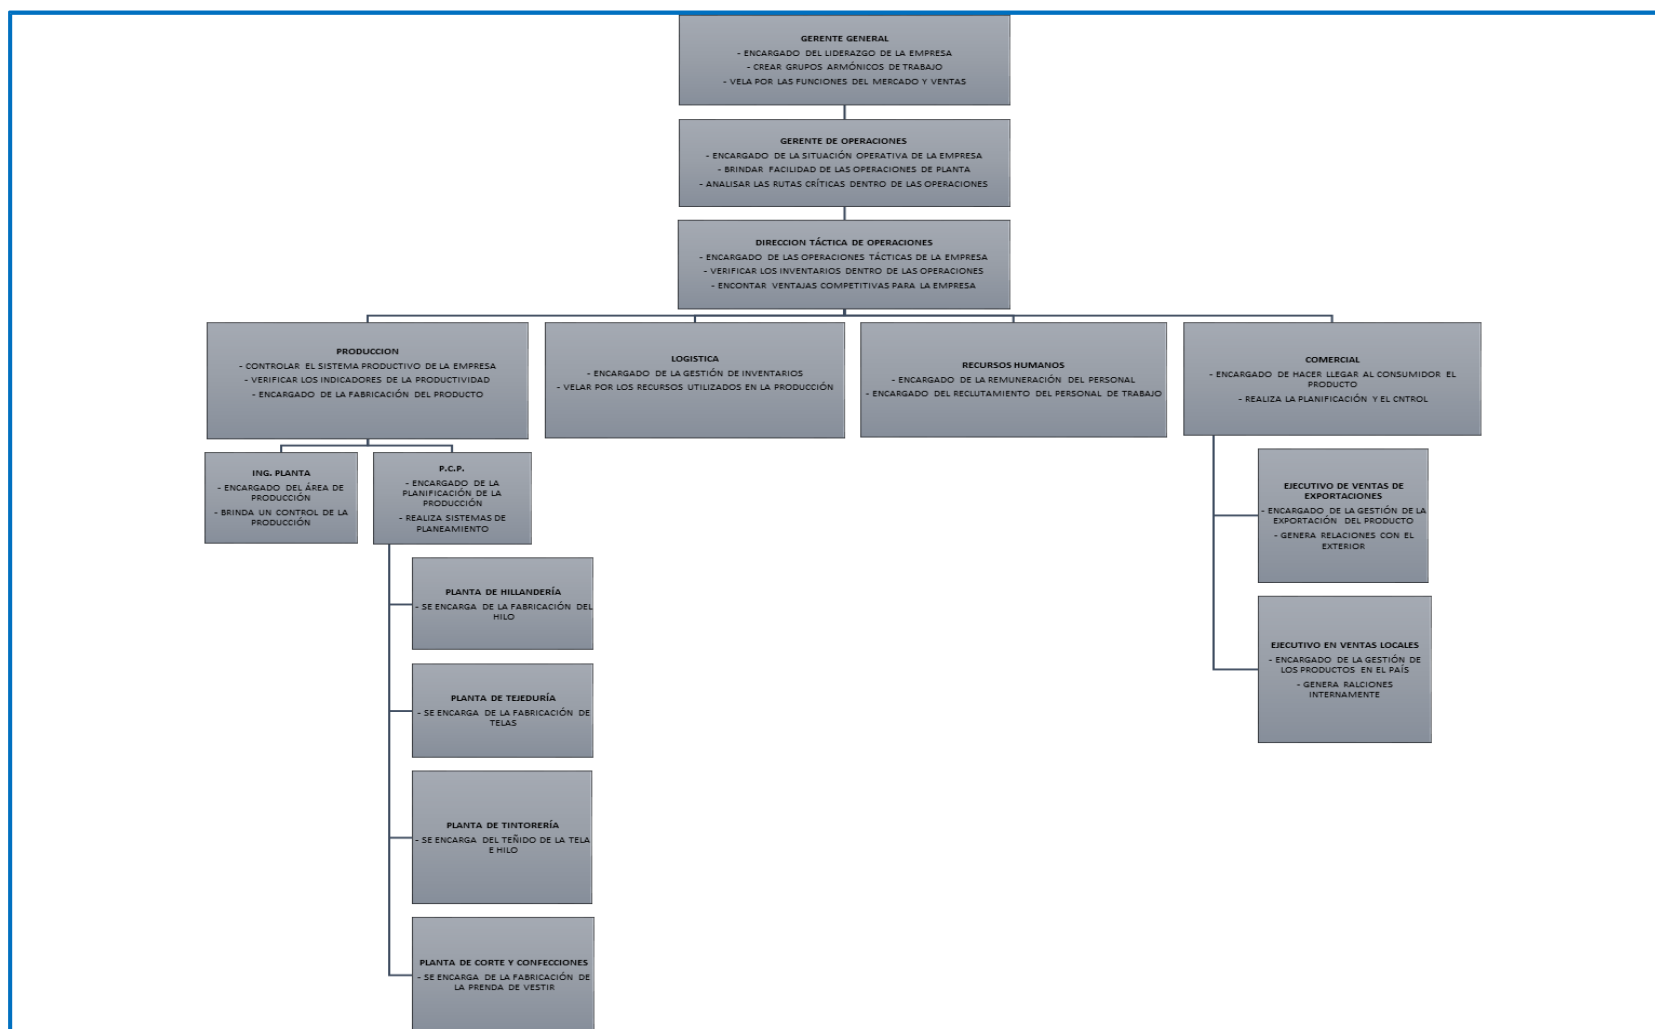 GERENTE GENERAL
- ENCARGADO DEL LIDERAZGO DE LA EMPRESA
- CREAR GRUPOS ARMÓNICOS DE TRABAJO
- VELA POR LAS FUNCIONES DEL MERCADO Y VENTAS
GERENTE DE OPERACIONES
- ENCARGADO DE LA SITUACIÓN OPERATIVA DE LA EMPRESA
- BRINDAR FACILIDAD DE LAS OPERACIONES DE PLANTA
- ANALISAR LAS RUTAS CRÍTICAS DENTRO DE LAS OPERACIONES
DIRECCION TÁCTICA DE OPERACIONES
- ENCARGADO DE LAS OPERACIONES TÁCTICAS DE LA EMPRESA
- VERIFICAR LOS INVENTARIOS DENTRO DE LAS OPERACIONES
- ENCONTAR VENTAJAS COMPETITIVAS PARA LA EMPRESA
PRODUCCION
- CONTROLAR EL SISTEMA PRODUCTIVO DE LA EMPRESA
- VERIFICAR LOS INDICADORES DE LA PRODUCTIVIDAD
- ENCARGADO DE LA FABRICACIÓN DEL PRODUCTO
LOGISTICA
- ENCARGADO DE LA GESTIÓN DE INVENTARIOS
- VELAR POR LOS RECURSOS UTILIZADOS EN LA PRODUCCIÓN
RECURSOS HUMANOS
- ENCARGADO DE LA REMUNERACIÓN DEL PERSONAL
- ENCARGADO DEL RECLUTAMIENTO DEL PERSONAL DE TRABAJO
COMERCIAL
- ENCARGADO DE HACER LLEGAR AL CONSUMIDOR EL
PRODUCTO
- REALIZA LA PLANIFICACIÓN Y EL CNTROL
ING. PLANTA
- ENCARGADO DEL ÁREA DE
PRODUCCIÓN
- BRINDA UN CONTROL DE LA
PRODUCCIÓN
P.C.P.
- ENCARGADO DE LA
PLANIFICACIÓN DE LA
PRODUCCIÓN
- REALIZA SISTEMAS DE
PLANEAMIENTO
PLANTA DE HILLANDERÍA
- SE ENCARGA DE LA FABRICACIÓN DEL
HILO
PLANTA DE TEJEDURÍA
- SE ENCARGA DE LA FABRICACIÓN DE
TELAS
PLANTA DE TINTORERÍA
- SE ENCARGA DEL TEÑIDO DE LA TELA
E HILO
PLANTA DE CORTE Y CONFECCIONES
- SE ENCARGA DE LA FABRICACIÓN DE
LA PRENDA DE VESTIR
EJECUTIVO DE VENTAS DE
EXPORTACIONES
- ENCARGADO DE LA GESTIÓN DE LA
EXPORTACIÓN DEL PRODUCTO
- GENERA RELACIONES CON EL
EXTERIOR
EJECUTIVO EN VENTAS LOCALES
- ENCARGADO DE LA GESTIÓN DE
LOS PRODUCTOS EN EL PAÍS
- GENERA RALCIONES
INTERNAMENTE